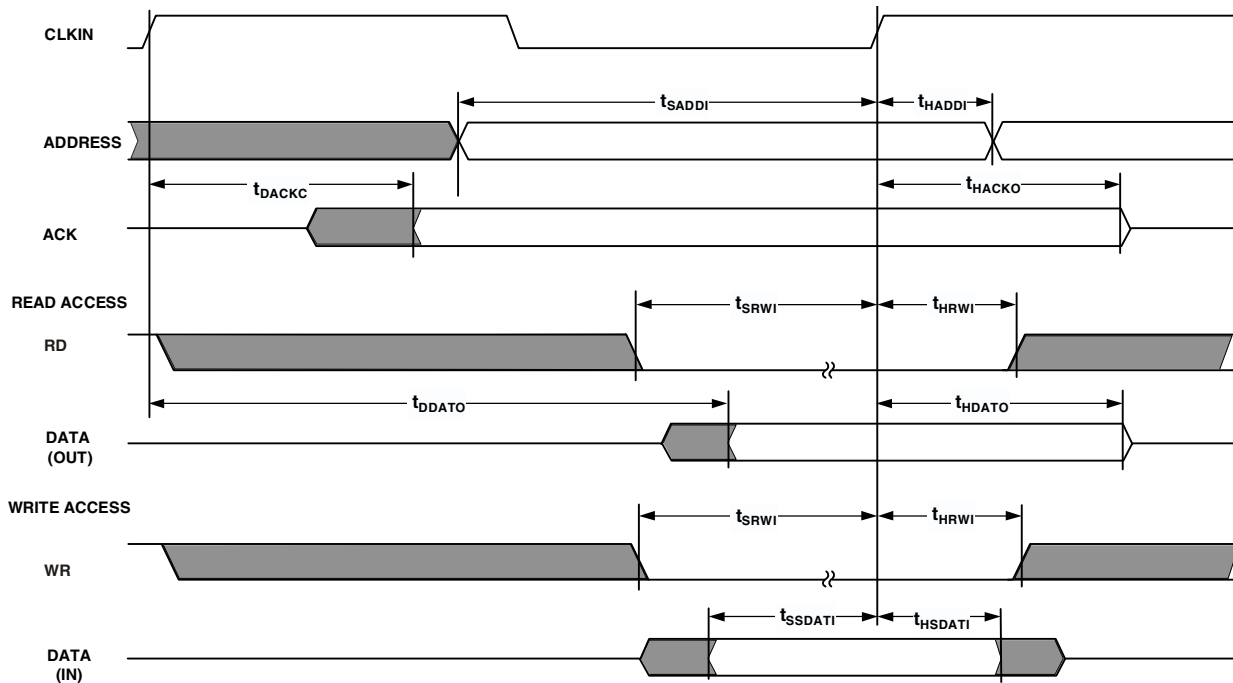 CLKIN
tSADDI tHADDI
ADDRESS
tDACKC tHACKO
ACK
READ ACCESS
tSRWI tHRWI
RD
tDDATO tHDATO
DATA
(OUT)
WRITE ACCESS
tSRWI tHRWI
WR
tSSDATI tHSDATI
DATA
(IN)